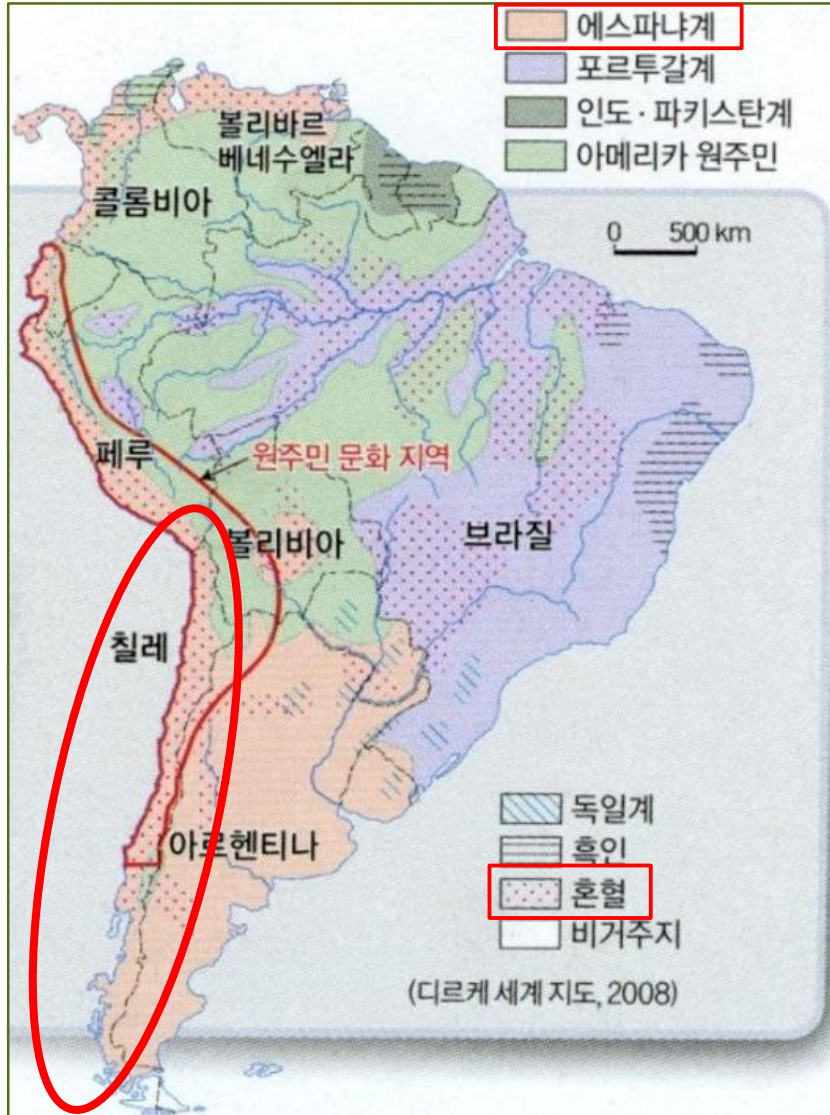 에스파냐계
포르투갈계
인도·파키스탄계
아메리카 원주민
0 500 km
볼리바르
베네수엘라
콜롬비아
페루
원주민 문화 지역
볼리비아
브라질
칠레
아르헨티나
독일계
흑인
혼혈
비거주지
(디르케 세계 지도, 2008)